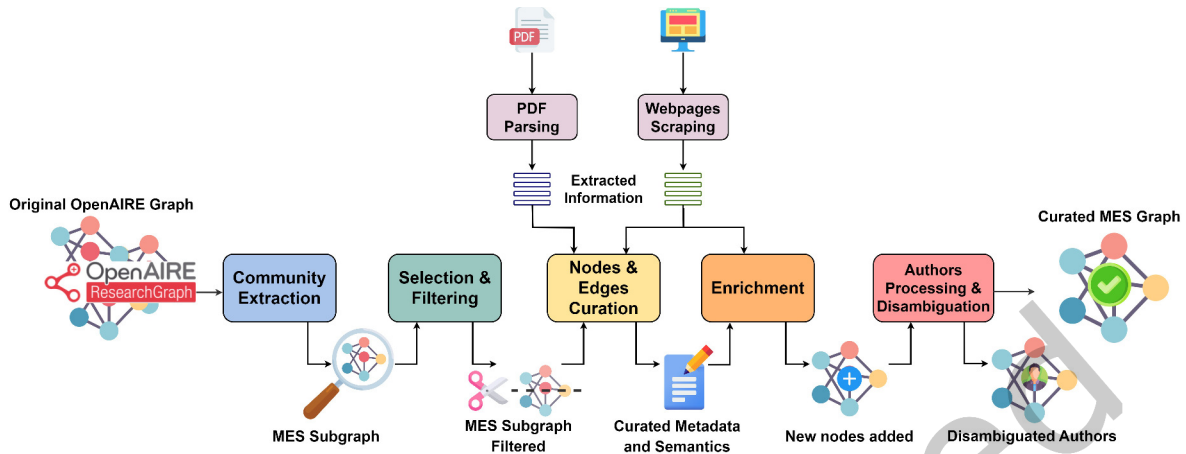 PDF
PDF
Parsing
Webpages
Scraping
Extracted
Information
Original OpenAIRE Graph
OpenAIRE
ResearchGraph
Community
Extraction
Selection &
Filtering
Nodes &
Edges
Curation
Enrichment
Authors
Processing &
Disambiguation
Curated MES Graph
MES Subgraph
MES Subgraph
Filtered
Curated Metadata
and Semantics
New nodes added
Disambiguated Authors